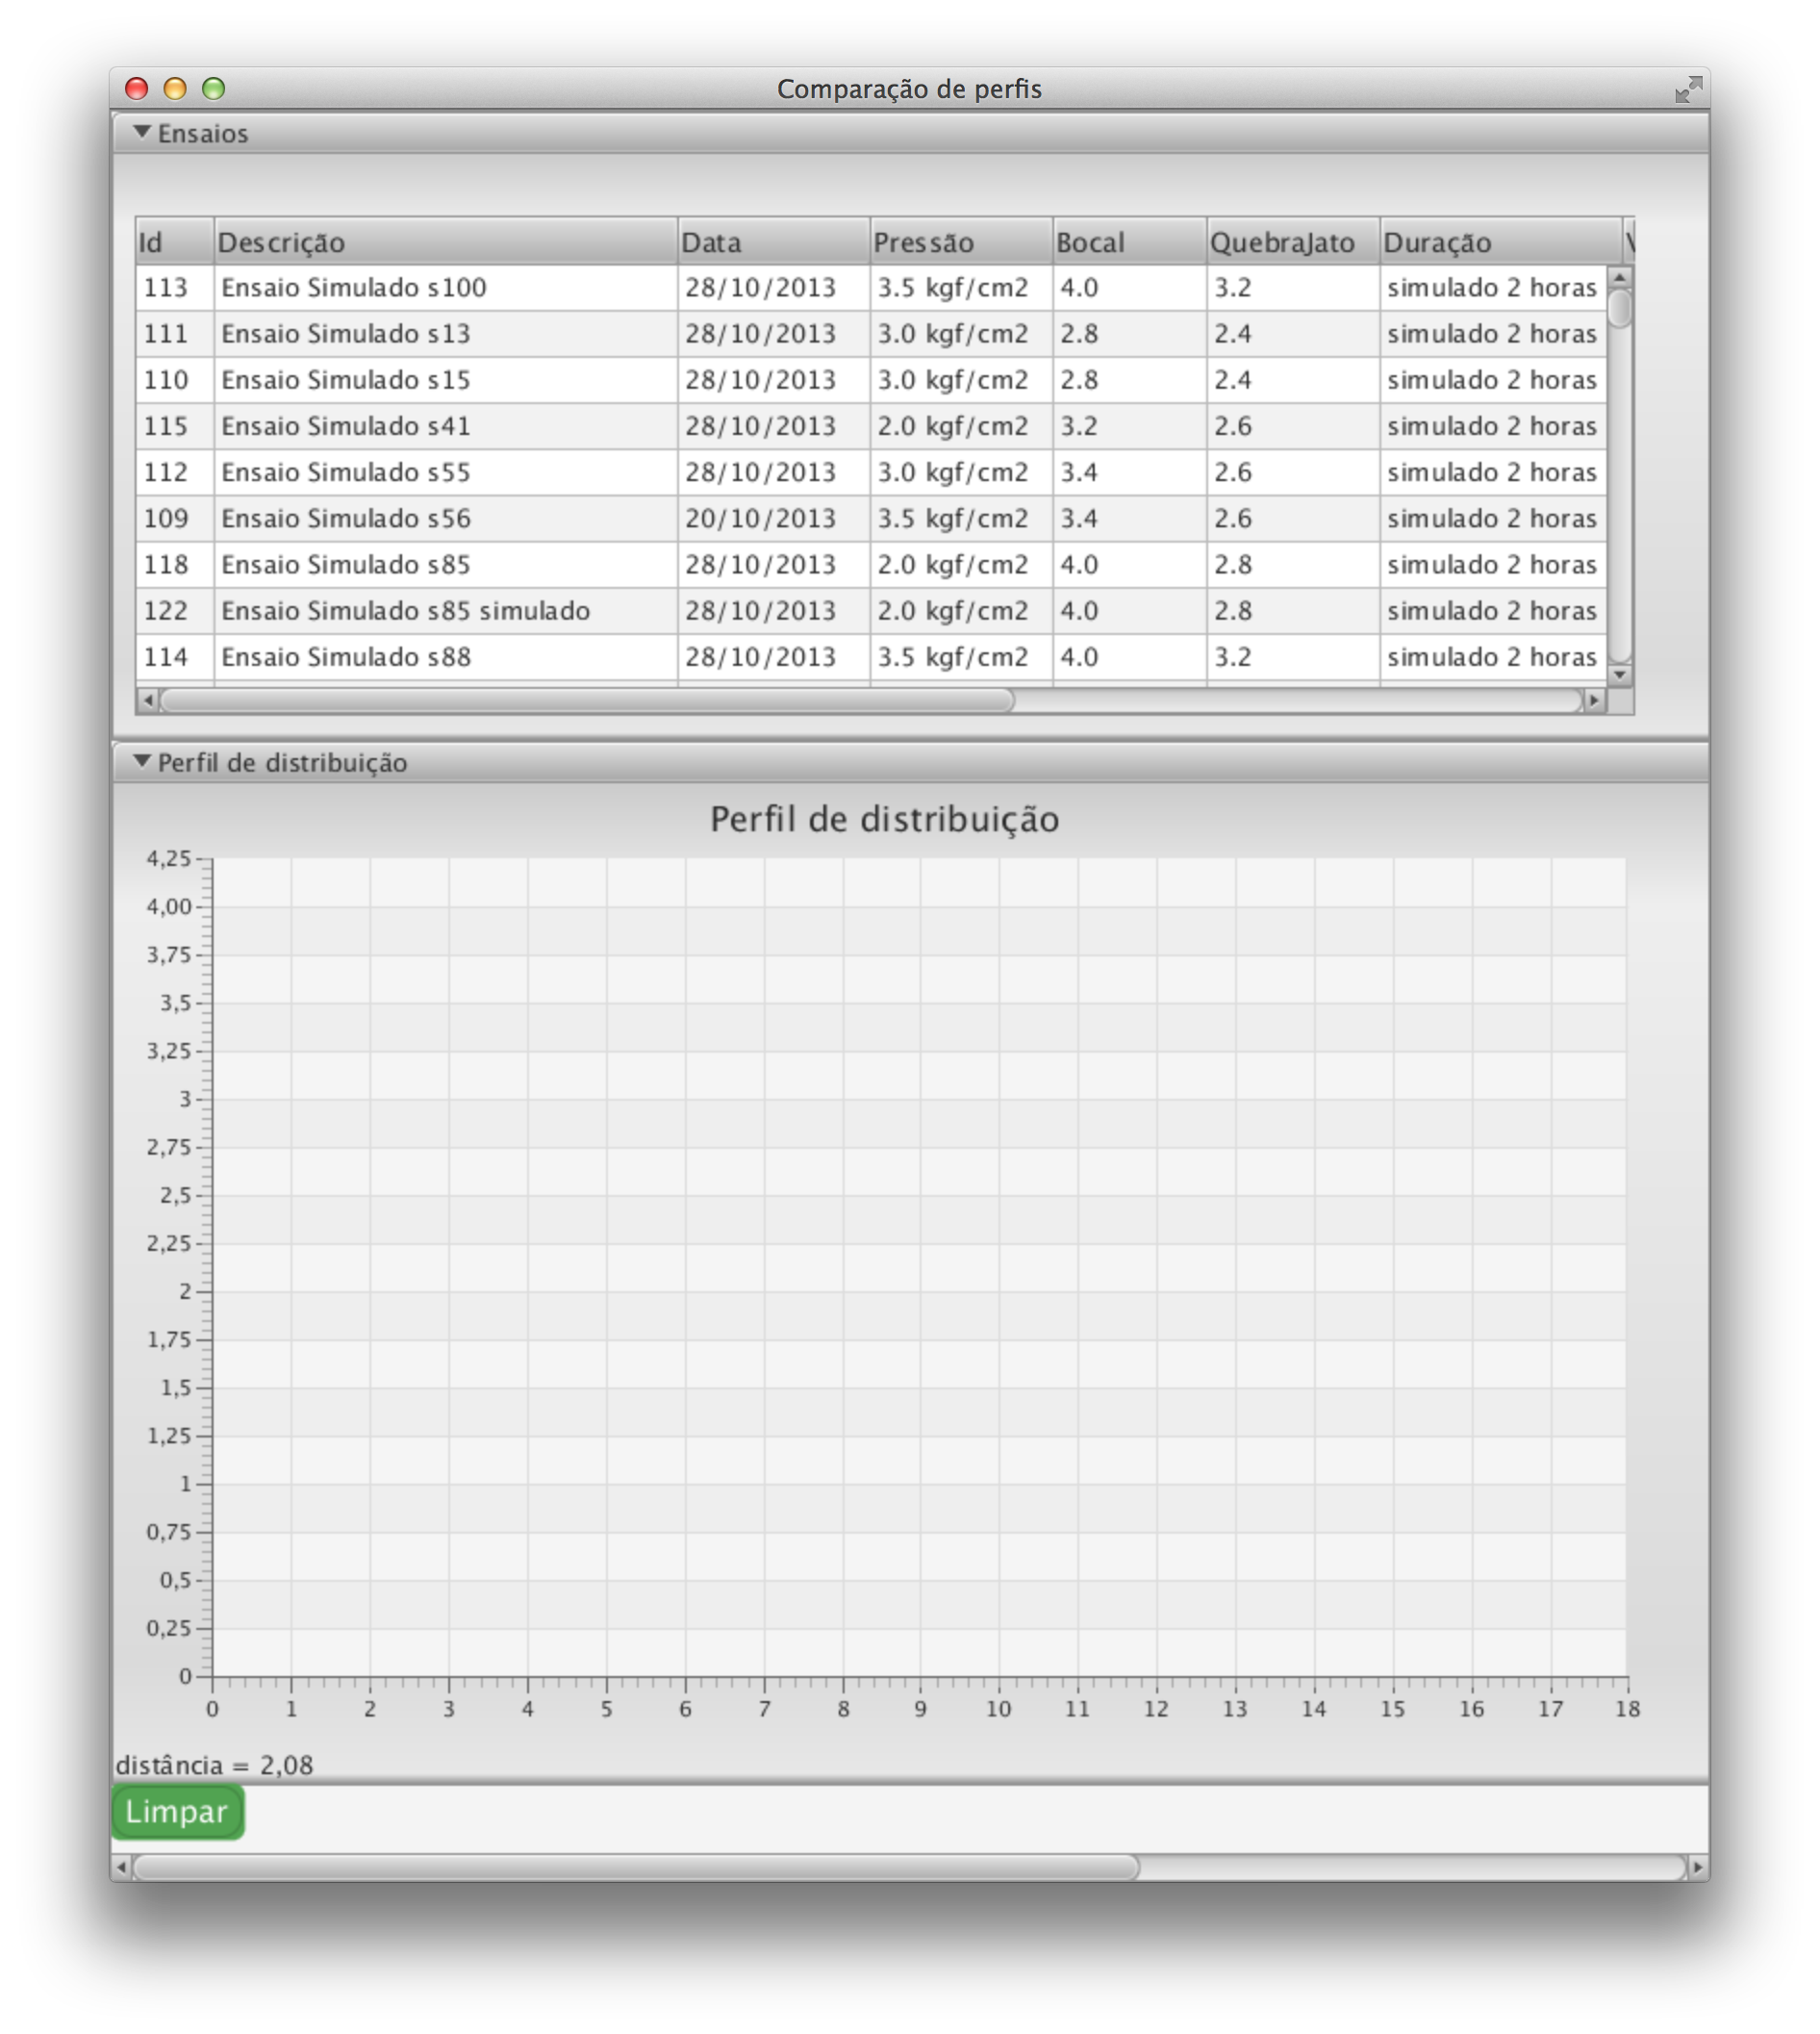 Comparação de perfis
Ensaios
Id Descrição Data Pressão Bocal QuebraJato Duração
113 Ensaio Simulado s100 28/10/2013 3.5 kgf/cm2 4.0 3.2 simulado 2 horas
111 Ensaio Simulado s13 28/10/2013 3.0 kgf/cm2 2.8 2.4 simulado 2 horas
110 Ensaio Simulado s15 28/10/2013 3.0 kgf/cm2 2.8 2.4 simulado 2 horas
115 Ensaio Simulado s41 28/10/2013 2.0 kgf/cm2 3.2 2.6 simulado 2 horas
112 Ensaio Simulado s55 28/10/2013 3.0 kgf/cm2 3.4 2.6 simulado 2 horas
109 Ensaio Simulado s56 20/10/2013 3.5 kgf/cm2 3.4 2.6 simulado 2 horas
118 Ensaio Simulado s85 28/10/2013 2.0 kgf/cm2 4.0 2.8 simulado 2 horas
122 Ensaio Simulado s85 simulado 28/10/2013 2.0 kgf/cm2 4.0 2.8 simulado 2 horas
114 Ensaio Simulado s88 28/10/2013 3.5 kgf/cm2 4.0 3.2 simulado 2 horas
Perfil de distribuição
Perfil de distribuição
4,25
4,00
3,75
3,5
3,25
3
2,75
2,5
2,25
2
1,75
1,5
1,25
1
0,75
0,5
0,25
0
0 1 2 3 4 5 6 7 8 9 10 11 12 13 14 15 16 17 18
distância = 2,08
Limpar